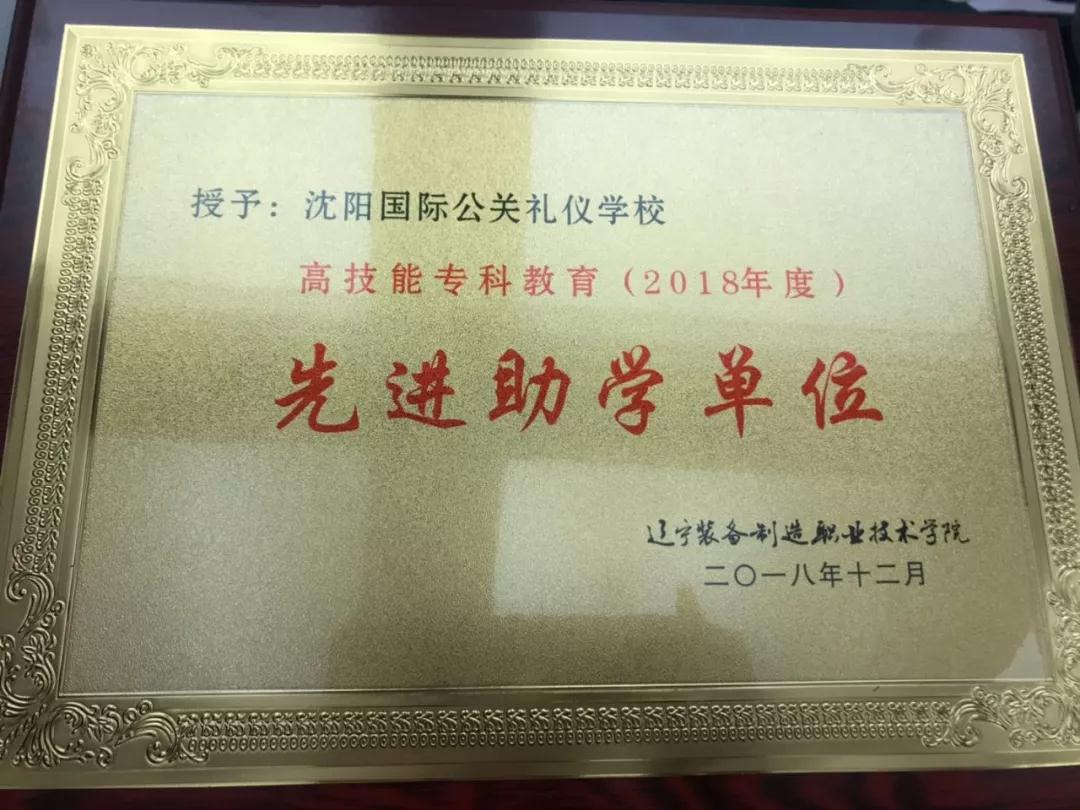 授予：沈阳国际公关礼仪学校
高技能专科教育（2018年度）
先进助学单位
辽宁装备制造职业技术学院
二〇一八年十二月